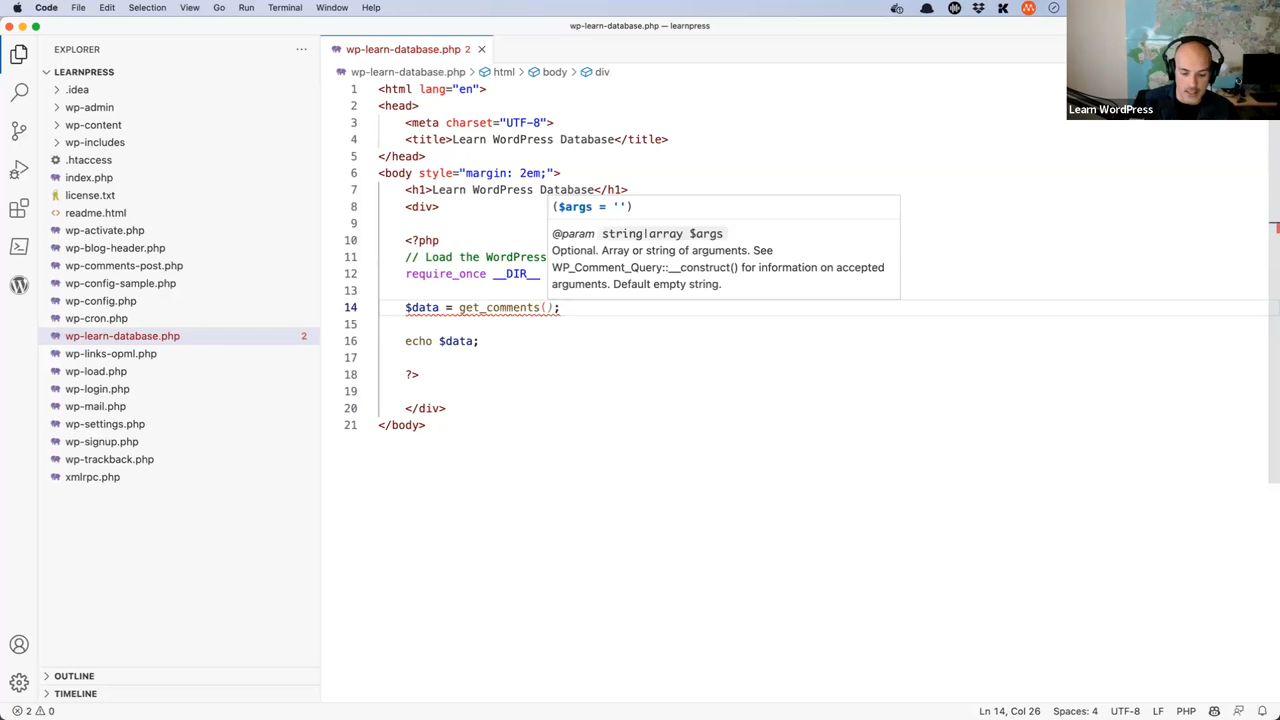 Code File Edit Selection View Go Run Terminal Window Help
wp-learn-database.php — learnpress
Learn WordPress
EXPLORER
LEARNPRESS
.idea
wp-admin
wp-content
wp-includes
.htaccess
index.php
license.txt
readme.html
wp-activate.php
wp-blog-header.php
wp-comments-post.php
wp-config-sample.php
wp-config.php
wp-cron.php
wp-learn-database.php 2
wp-links-opml.php
wp-load.php
wp-login.php
wp-mail.php
wp-settings.php
wp-signup.php
wp-trackback.php
xmlrpc.php
OUTLINE
TIMELINE
wp-learn-database.php 2
wp-learn-database.php > html > body > div
1 <html lang="en">
2 <head>
3 <meta charset="UTF-8">
4 <title>Learn WordPress Database</title>
5 </head>
6 <body style="margin: 2em;">
7 <h1>Learn WordPress Database</h1>
8 <div>
9
10 <?php
11 // Load the WordPress
12 require_once __DIR__
13
14 $data = get_comments();
15
16 echo $data;
17
18 ?>
19
20 </div>
21 </body>
($args = '')
@param string|array $args
Optional. Array or string of arguments. See
WP_Comment_Query::__construct() for information on accepted
arguments. Default empty string.
2 0
Ln 14, Col 26 Spaces: 4 UTF-8 LF PHP